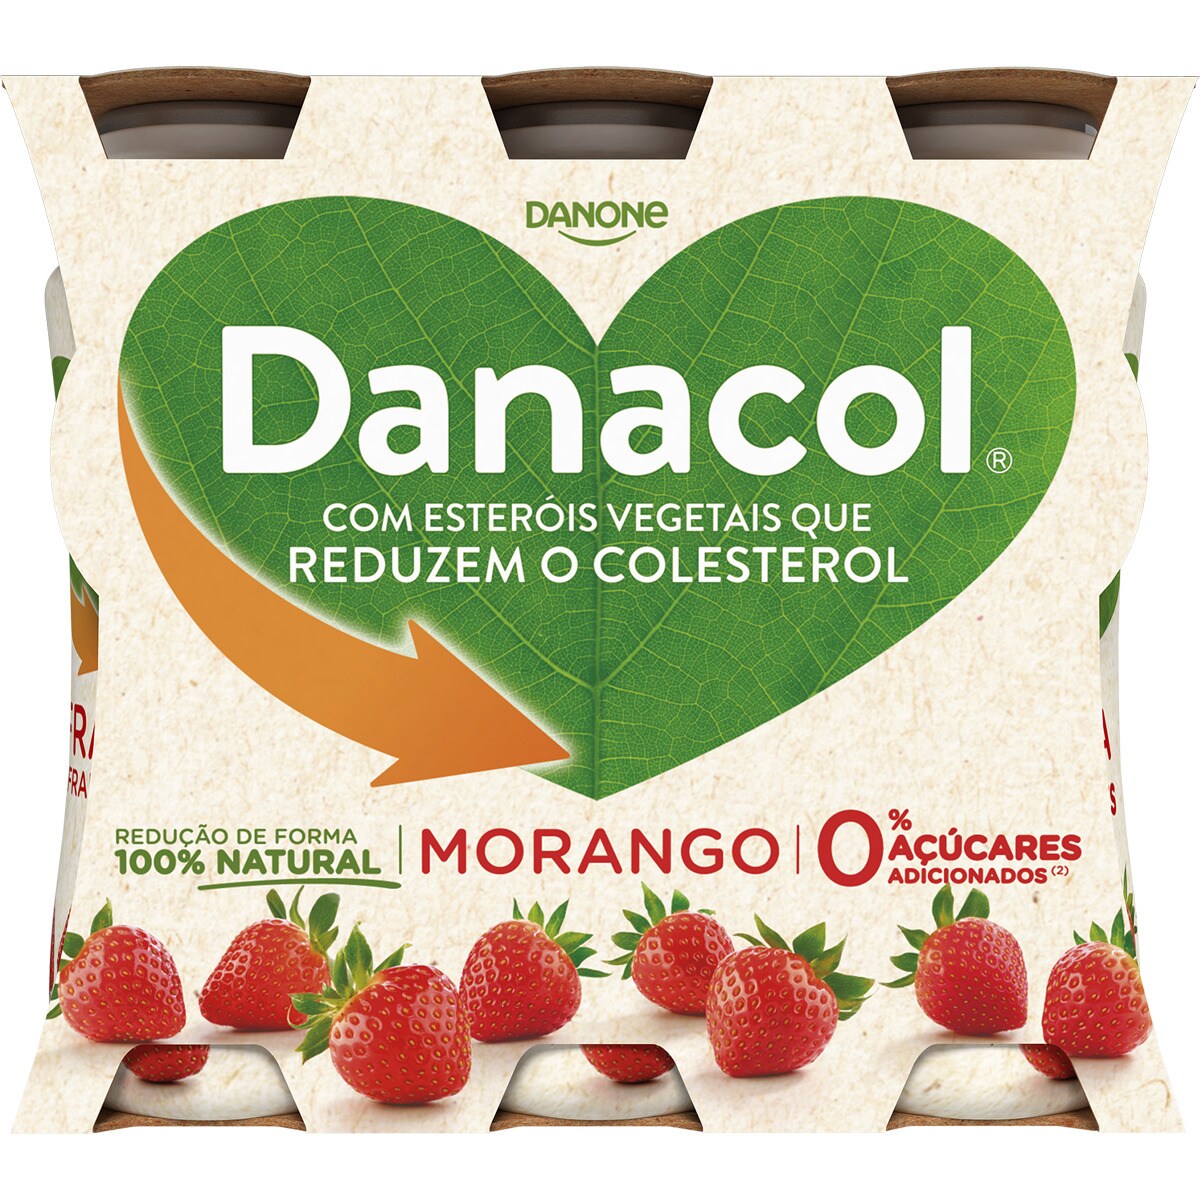 DANONE
Danacol®
COM ESTERÓIS VEGETAIS QUE
REDUZEM O COLESTEROL
REDUÇÃO DE FORMA
100% NATURAL
MORANGO
0%
AÇÚCARES
ADICIONADOS (2)